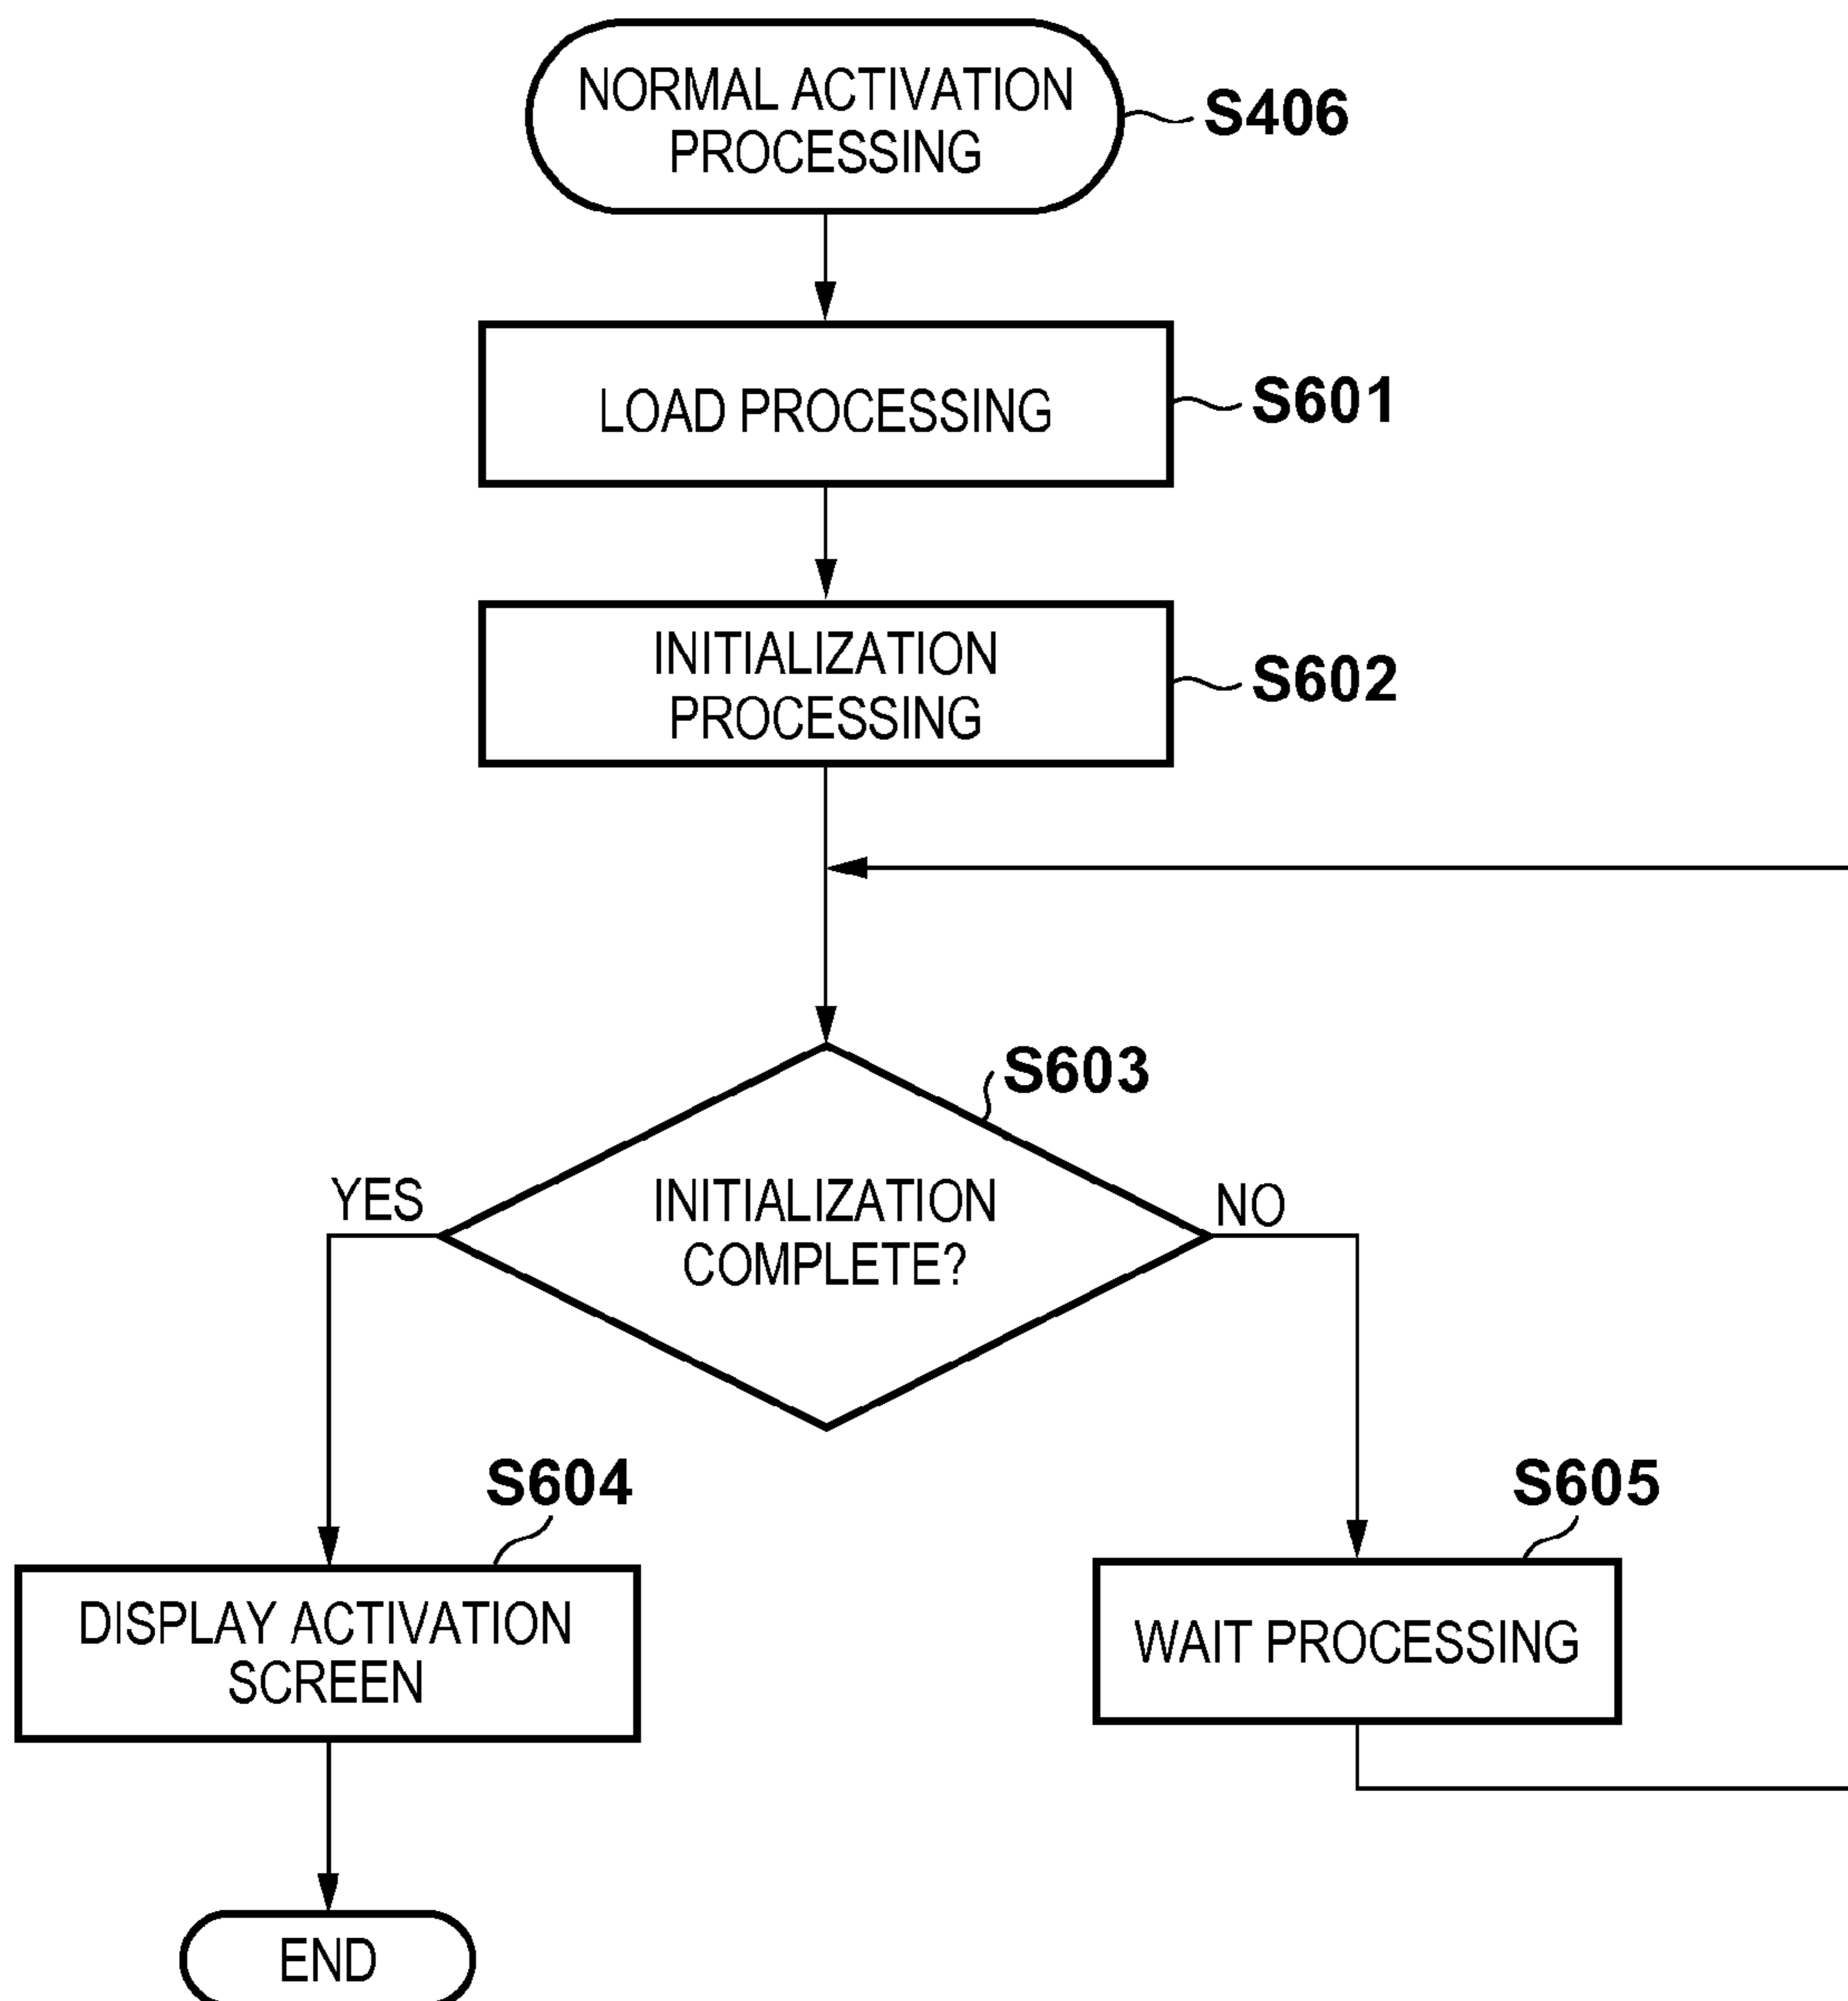 NORMAL ACTIVATION
PROCESSING
S406
LOAD PROCESSING
S601
INITIALIZATION
PROCESSING
S602
S603
YES
INITIALIZATION
COMPLETE?
NO
S604
DISPLAY ACTIVATION
SCREEN
S605
WAIT PROCESSING
END